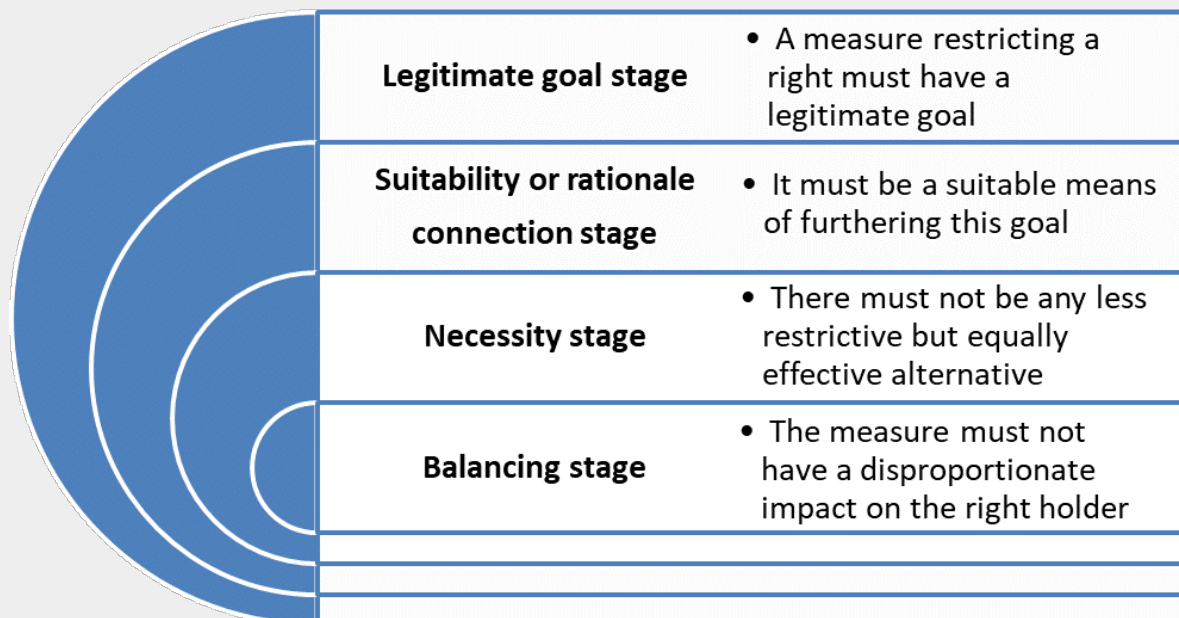 Legitimate goal stage
• A measure restricting a
right must have a
legitimate goal
Suitability or rationale
connection stage
• It must be a suitable means
of furthering this goal
Necessity stage
• There must not be any less
restrictive but equally
effective alternative
Balancing stage
• The measure must not
have a disproportionate
impact on the right holder